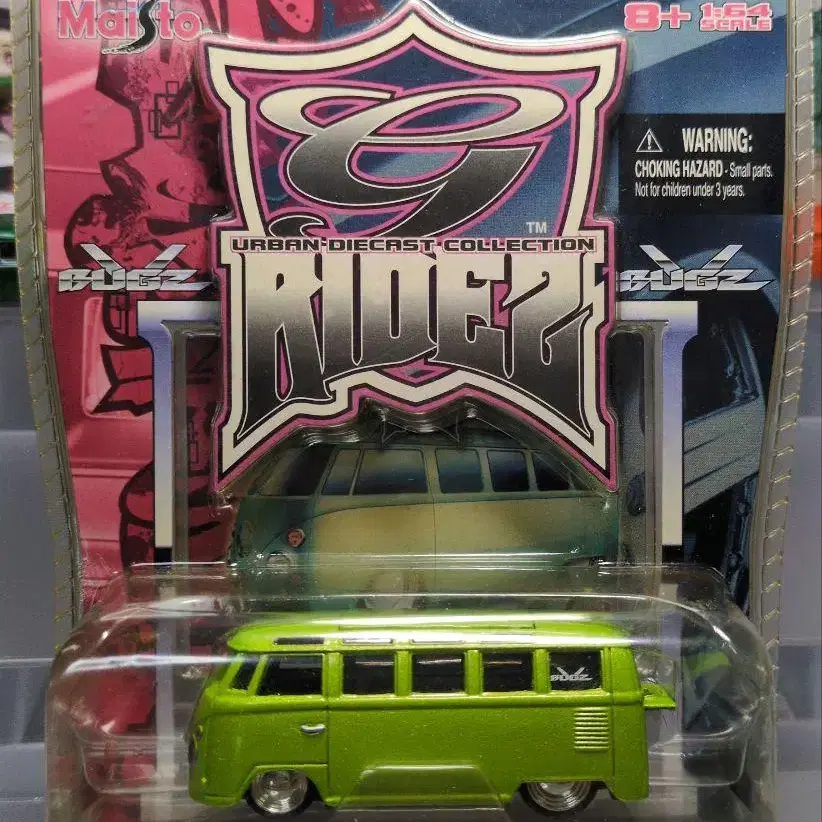 Maisto
8+ 1:64
SCALE
G
TM
URBAN DIECAST COLLECTION
RIDEZ
WARNING:
CHOKING HAZARD - Small parts.
Not for children under 3 years.
BUGZ
BUGZ
BUGZ